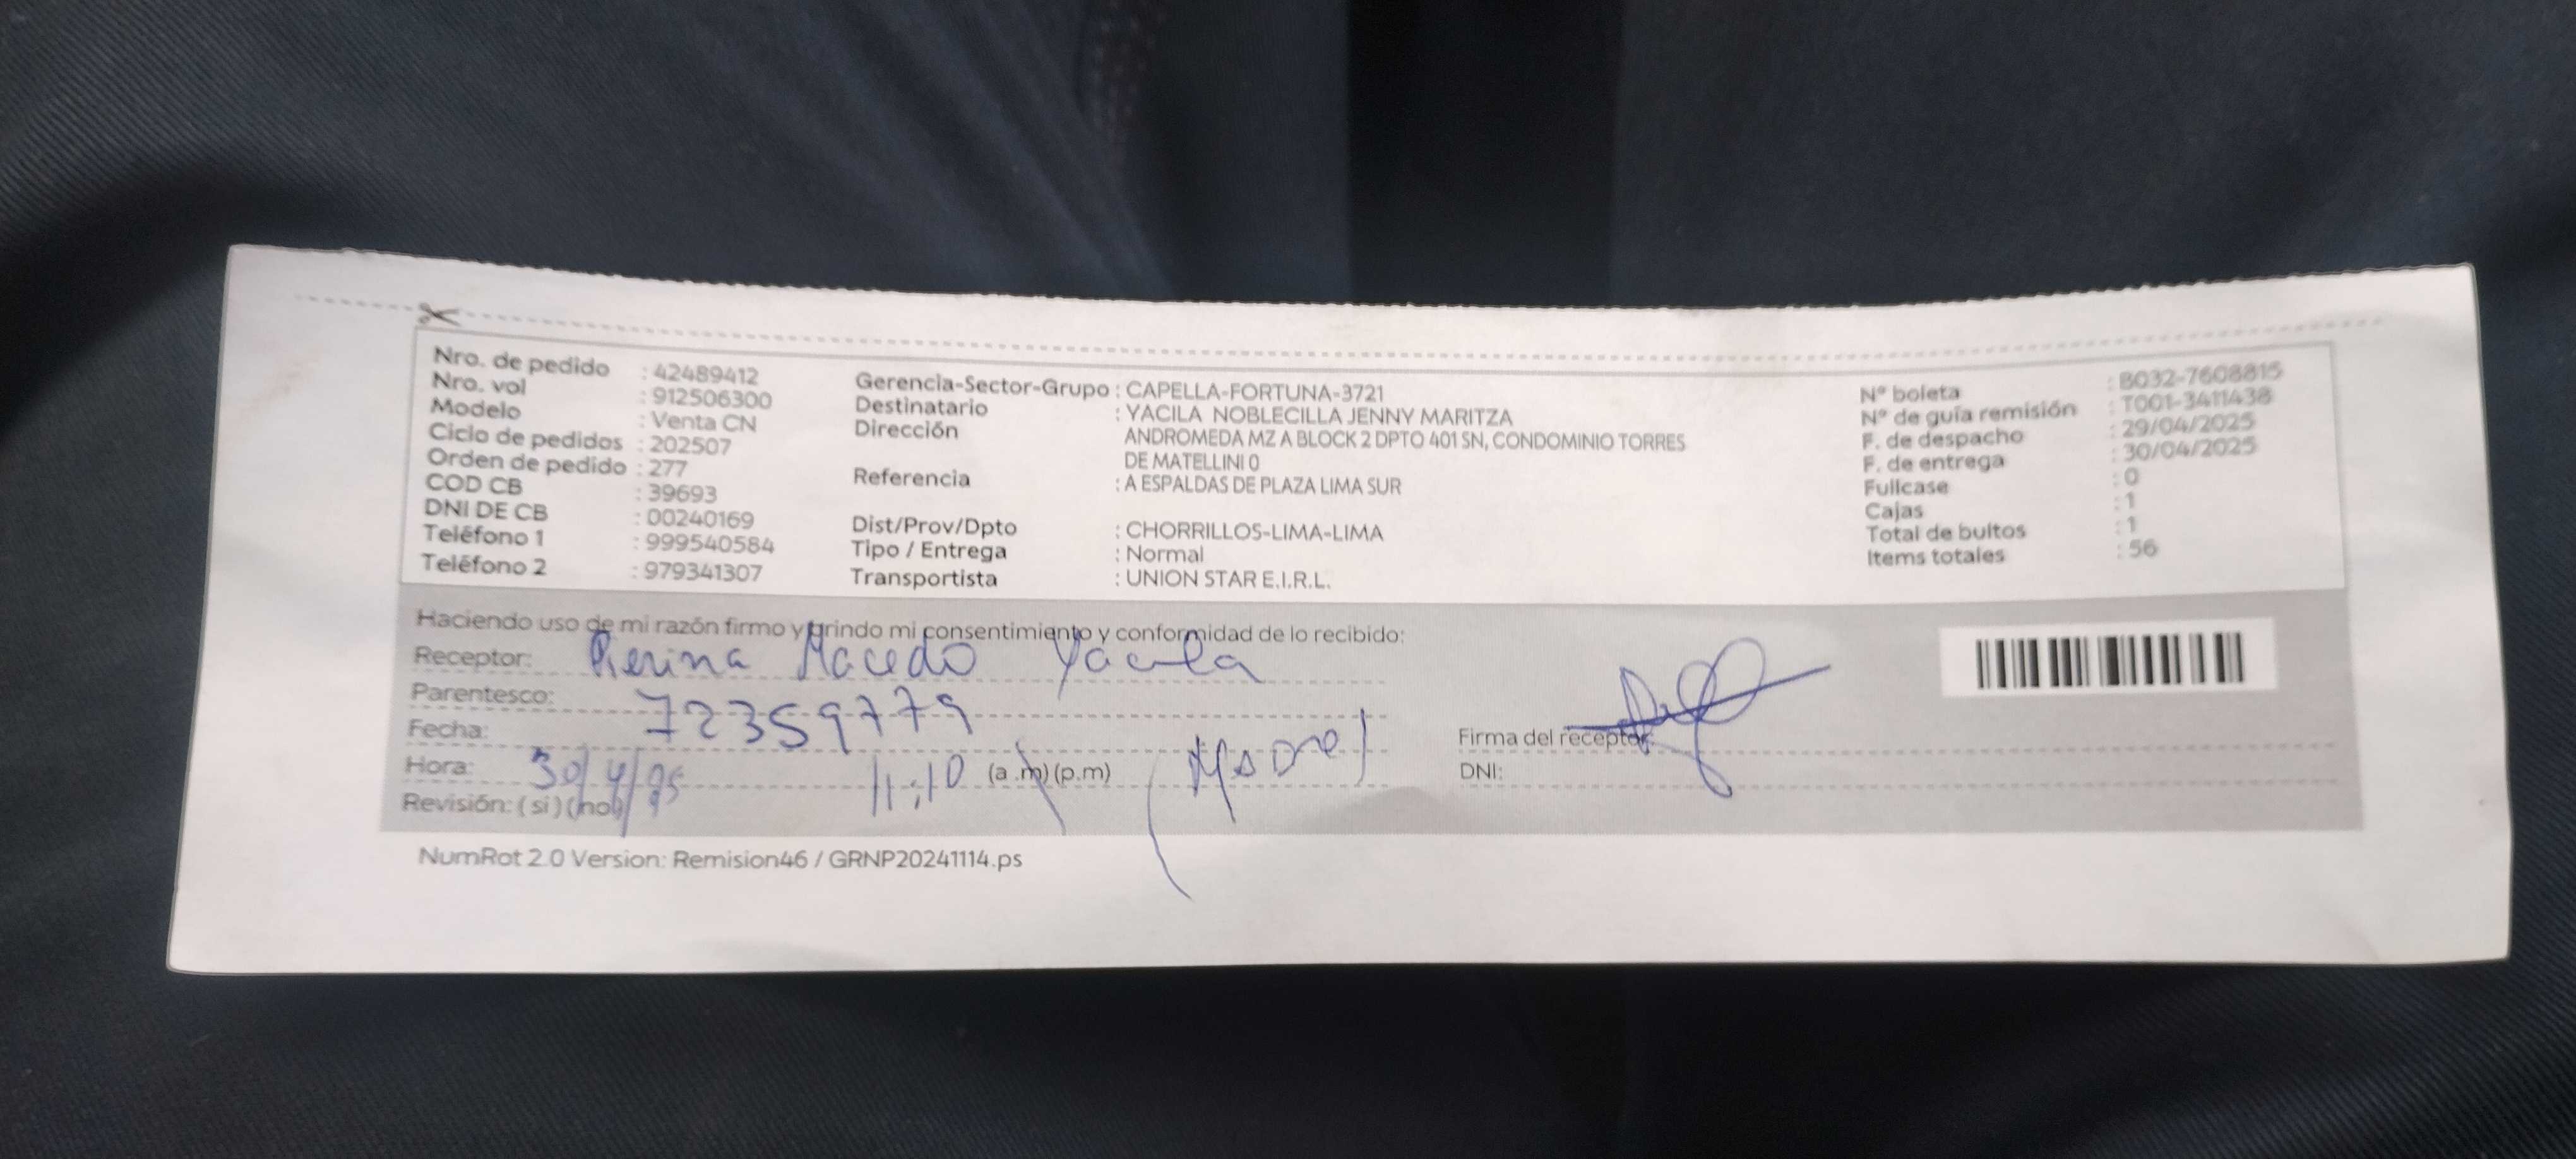 Nro. de pedido : 42489412
Nro. vol : 912506300
Modelo : Venta CN
Ciclo de pedidos : 202507
Orden de pedido : 277
COD CB : 39693
DNI DE CB : 00240169
Teléfono 1 : 999540584
Teléfono 2 : 979341307
Gerencia-Sector-Grupo : CAPELLA-FORTUNA-3721
Destinatario : YACILA NOBLECILLA JENNY MARITZA
Dirección ANDROMEDA MZ A BLOCK 2 DPTO 401 SN, CONDOMINIO TORRES
DE MATELLINI 0
Referencia : A ESPALDAS DE PLAZA LIMA SUR
Dist/Prov/Dpto : CHORRILLOS-LIMA-LIMA
Tipo / Entrega : Normal
Transportista : UNION STAR E.I.R.L.
N° boleta : B032-7608815
N° de guía remisión : T001-3411438
F. de despacho : 29/04/2025
F. de entrega : 30/04/2025
Fullcase : 0
Cajas : 1
Total de bultos : 1
Items totales : 56
Haciendo uso de mi razón firmo y brindo mi consentimiento y conformidad de lo recibido:
Receptor: Pierina Macedo Yacila
Parentesco: 72359779
Fecha:
Hora: 30/4/25 11:10 (a .m) (p.m)
Revisión: ( si ) ( no )
Firma del receptor
DNI:
NumRot 2.0 Version: Remision46 / GRNP20241114.ps